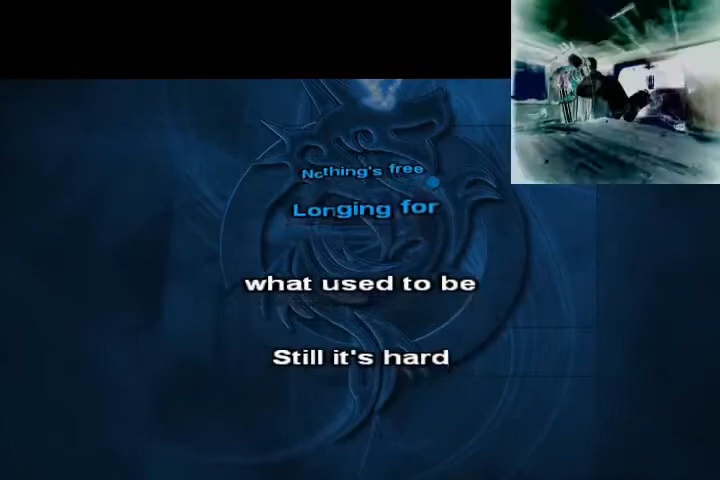 Nothing's free
Longing for
what used to be
Still it's hard